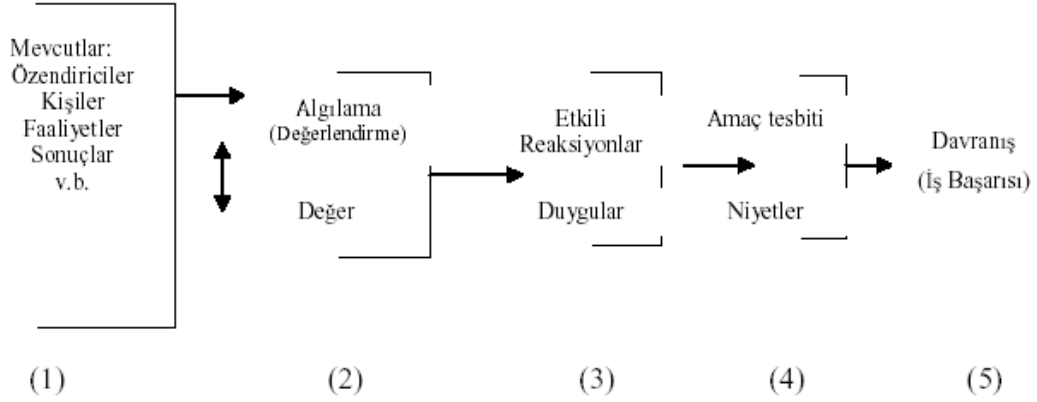 Mevcutlar:
Özendiriciler
Kişiler
Faaliyetler
Sonuçlar
v.b.
Algılama
(Değerlendirme)
Değer
Etkili
Reaksiyonlar
Duygular
Amaç tesbiti
Niyetler
Davranış
(İş Başarısı)
(1) (2) (3) (4) (5)